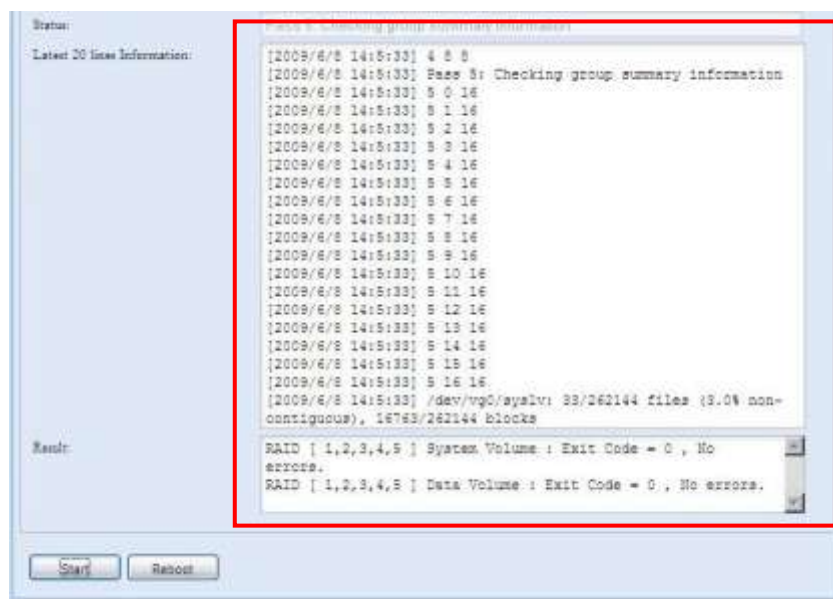 Status: Pass 5: Checking group summary information
Latest 20 lines Information:
[2009/6/8 14:5:33] 4 8 8
[2009/6/8 14:5:33] Pass 5: Checking group summary information
[2009/6/8 14:5:33] 5 0 16
[2009/6/8 14:5:33] 5 1 16
[2009/6/8 14:5:33] 5 2 16
[2009/6/8 14:5:33] 5 3 16
[2009/6/8 14:5:33] 5 4 16
[2009/6/8 14:5:33] 5 5 16
[2009/6/8 14:5:33] 5 6 16
[2009/6/8 14:5:33] 5 7 16
[2009/6/8 14:5:33] 5 8 16
[2009/6/8 14:5:33] 5 9 16
[2009/6/8 14:5:33] 5 10 16
[2009/6/8 14:5:33] 5 11 16
[2009/6/8 14:5:33] 5 12 16
[2009/6/8 14:5:33] 5 13 16
[2009/6/8 14:5:33] 5 14 16
[2009/6/8 14:5:33] 5 15 16
[2009/6/8 14:5:33] 5 16 16
[2009/6/8 14:5:33] /dev/vg0/syslv: 33/262144 files (3.0% non-
contiguous), 16763/262144 blocks
Result:
RAID [ 1,2,3,4,5 ] System Volume : Exit Code = 0 , No
errors.
RAID [ 1,2,3,4,5 ] Data Volume : Exit Code = 0 , No errors.
Start Reboot